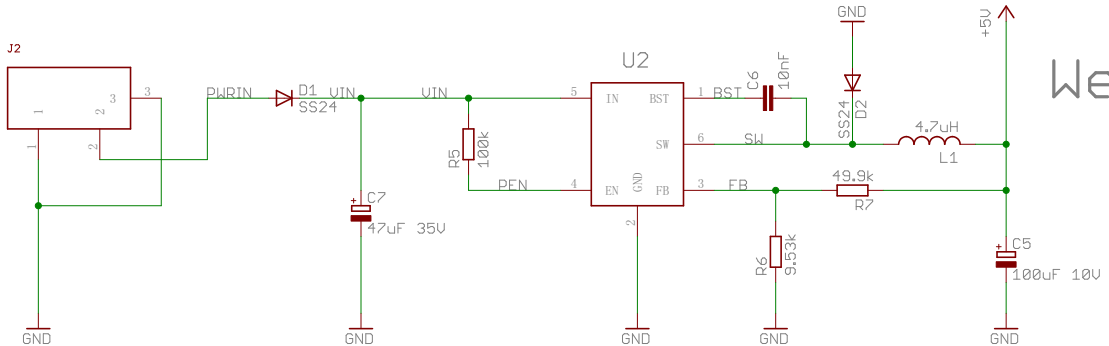 J2
1
2
3
3
1
2
GND
PWRIN
D1
SS24
VIN
VIN
C7
47uF 35V
GND
R5
100k
PEN
U2
5
IN
4
EN
GND
2
BST
1
SW
6
FB
3
GND
BST
C6
10nF
SW
GND
SS24
D2
4.7uH
L1
FB
49.9k
R7
R6
9.53k
GND
+5V
C5
100uF 10V
GND
We